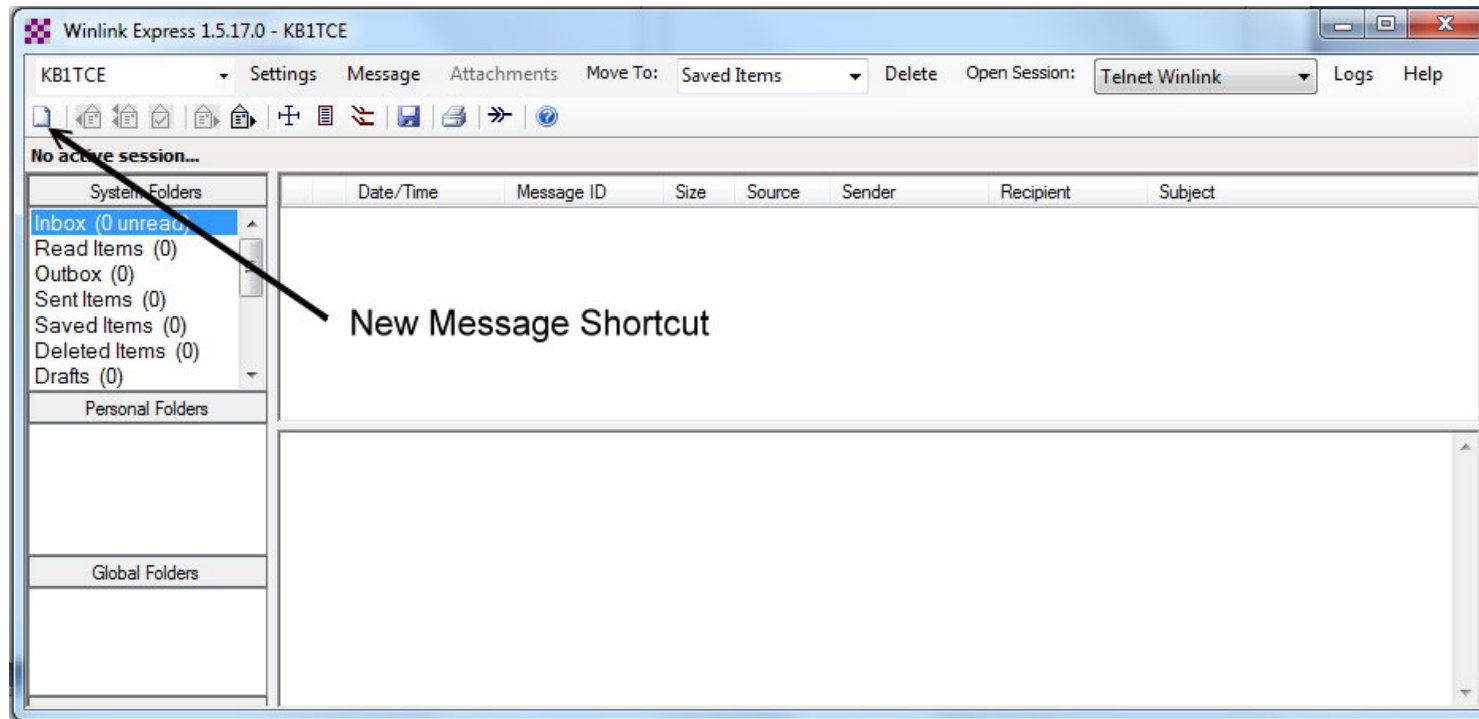 Winlink Express 1.5.17.0 - KB1TCE
KB1TCE Settings Message Attachments Move To: Saved Items Delete Open Session: Telnet Winlink Logs Help
No active session...
System Folders Date/Time Message ID Size Source Sender Recipient Subject
Inbox (0 unread)
Read Items (0)
Outbox (0)
Sent Items (0)
Saved Items (0)
Deleted Items (0)
Drafts (0)
New Message Shortcut
Personal Folders
Global Folders